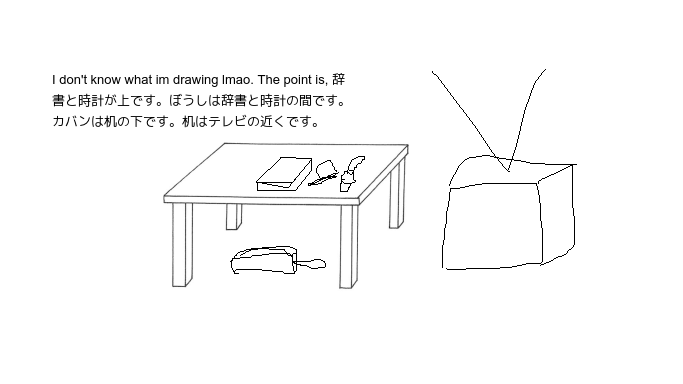 I don't know what im drawing lmao. The point is, 辞
書と時計が上です。ぼうしは辞書と時計の間です。
カバンは机の下です。机はテレビの近くです。